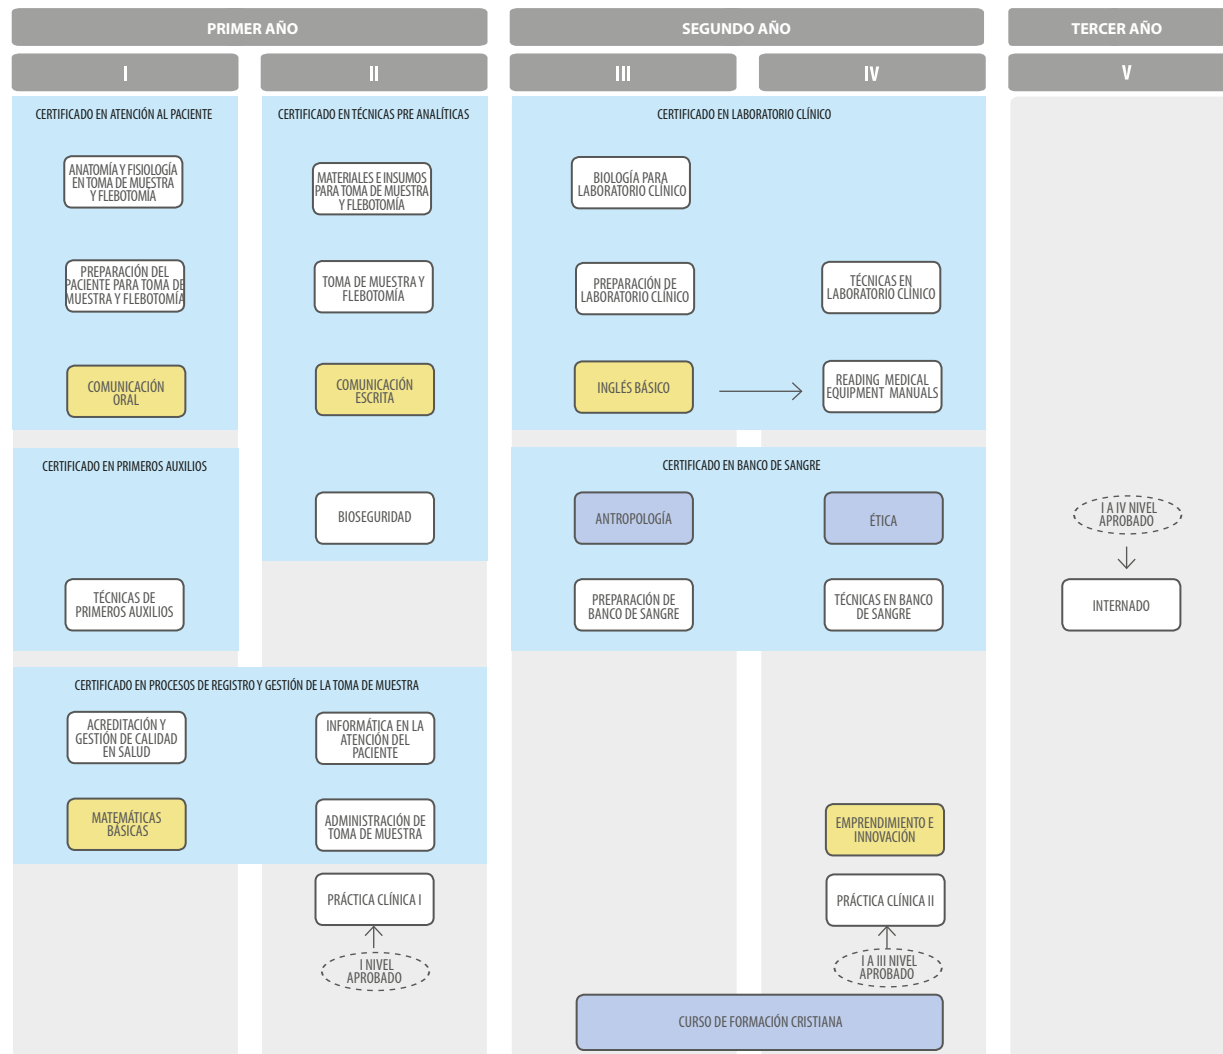 PRIMER AÑO
SEGUNDO AÑO
TERCER AÑO
I
II
III
IV
V
CERTIFICADO EN ATENCIÓN AL PACIENTE
CERTIFICADO EN TÉCNICAS PRE ANALÍTICAS
CERTIFICADO EN LABORATORIO CLÍNICO
ANATOMÍA Y FISIOLOGÍA
EN TOMA DE MUESTRA
Y FLEBOTOMÍA
MATERIALES E INSUMOS
PARA TOMA DE MUESTRA
Y FLEBOTOMÍA
BIOLOGÍA PARA
LABORATORIO CLÍNICO
PREPARACIÓN DEL
PACIENTE PARA TOMA DE
MUESTRA Y FLEBOTOMÍA
TOMA DE MUESTRA Y
FLEBOTOMÍA
PREPARACIÓN DE
LABORATORIO CLÍNICO
TÉCNICAS EN
LABORATORIO CLÍNICO
COMUNICACIÓN
ORAL
COMUNICACIÓN
ESCRITA
INGLÉS BÁSICO
READING MEDICAL
EQUIPMENT MANUALS
CERTIFICADO EN PRIMEROS AUXILIOS
CERTIFICADO EN BANCO DE SANGRE
BIOSEGURIDAD
ANTROPOLOGÍA
ÉTICA
I A IV NIVEL
APROBADO
TÉCNICAS DE
PRIMEROS AUXILIOS
PREPARACIÓN DE
BANCO DE SANGRE
TÉCNICAS EN BANCO
DE SANGRE
INTERNADO
CERTIFICADO EN PROCESOS DE REGISTRO Y GESTIÓN DE LA TOMA DE MUESTRA
ACREDITACIÓN Y
GESTIÓN DE CALIDAD
EN SALUD
INFORMÁTICA EN LA
ATENCIÓN DEL
PACIENTE
MATEMÁTICAS
BÁSICAS
ADMINISTRACIÓN DE
TOMA DE MUESTRA
EMPRENDIMIENTO E
INNOVACIÓN
PRÁCTICA CLÍNICA I
PRÁCTICA CLÍNICA II
I NIVEL
APROBADO
I A III NIVEL
APROBADO
CURSO DE FORMACIÓN CRISTIANA